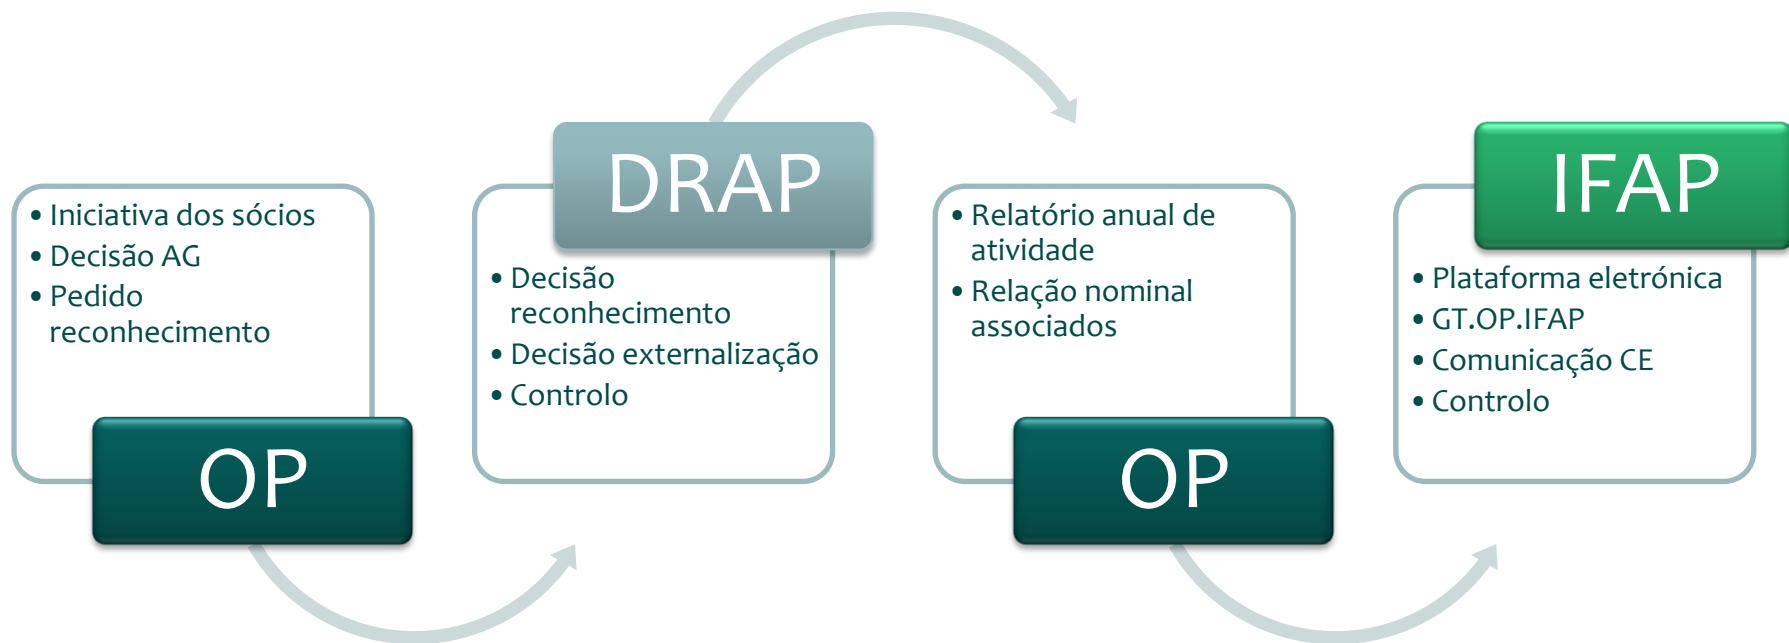 • Iniciativa dos sócios
• Decisão AG
• Pedido
reconhecimento
OP
DRAP
• Decisão
reconhecimento
• Decisão externalização
• Controlo
• Relatório anual de
atividade
• Relação nominal
associados
OP
IFAP
• Plataforma eletrónica
• GT.OP.IFAP
• Comunicação CE
• Controlo